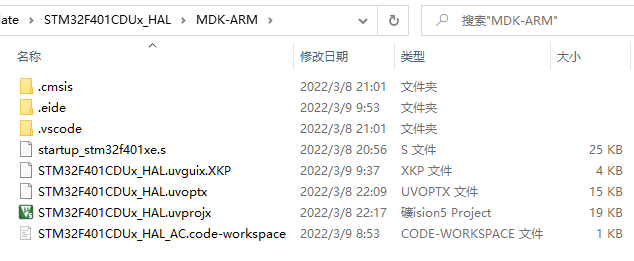 late > STM32F401CDUx_HAL > MDK-ARM > 搜索"MDK-ARM"
名称 修改日期 类型 大小
.cmsis 2022/3/8 21:01 文件夹
.eide 2022/3/9 9:53 文件夹
.vscode 2022/3/8 21:01 文件夹
startup_stm32f401xe.s 2022/3/8 20:56 S 文件 25 KB
STM32F401CDUx_HAL.uvguix.XKP 2022/3/9 9:37 XKP 文件 4 KB
STM32F401CDUx_HAL.uvoptx 2022/3/8 22:09 UVOPTX 文件 15 KB
STM32F401CDUx_HAL.uvprojx 2022/3/8 22:17 礦ision5 Project 19 KB
STM32F401CDUx_HAL_AC.code-workspace 2022/3/9 8:53 CODE-WORKSPACE 文件 1 KB